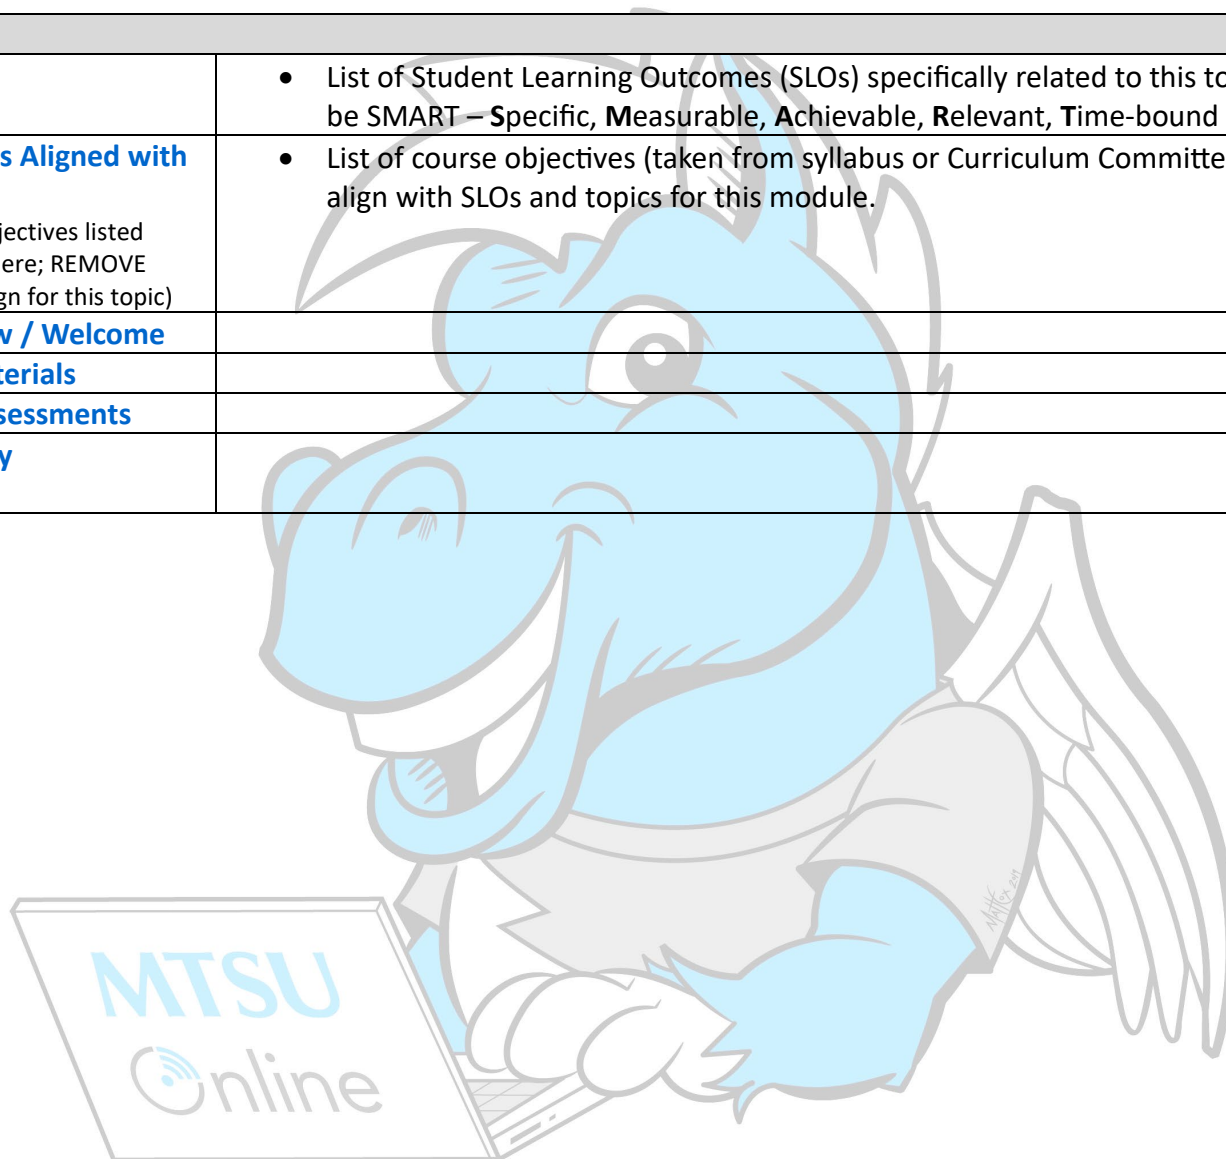 • List of Student Learning Outcomes (SLOs) specifically related to this to
be SMART – Specific, Measurable, Achievable, Relevant, Time-bound
s Aligned with
• List of course objectives (taken from syllabus or Curriculum Committe
align with SLOs and topics for this module.
jectives listed
ere; REMOVE
gn for this topic)
w / Welcome
terials
sessments
y
MTSU
Online